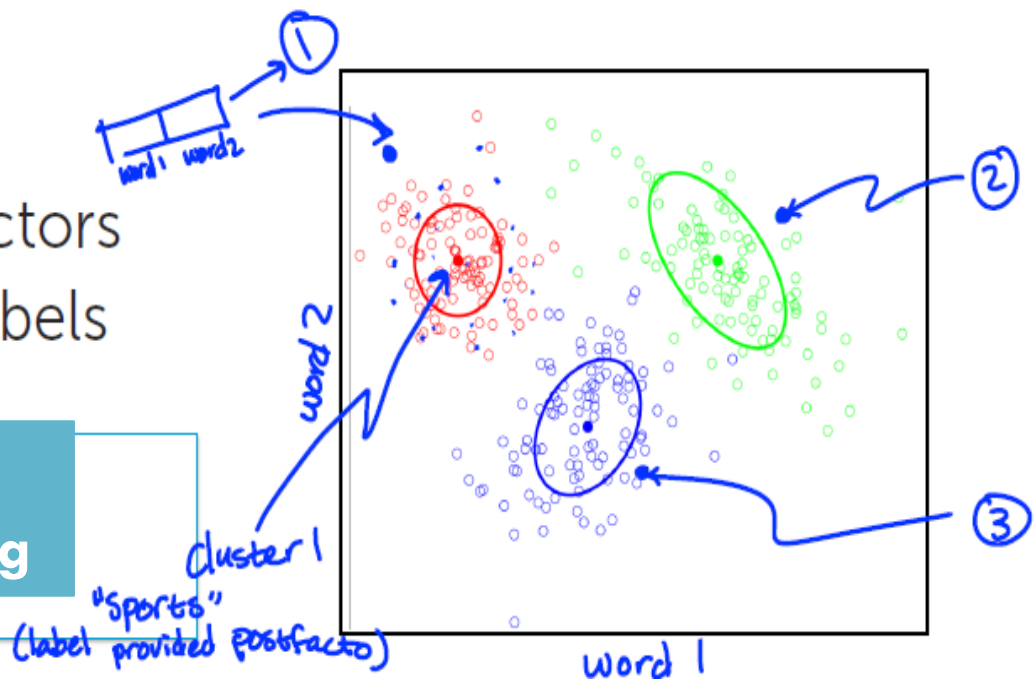 ①
word1 word2
②
ctors
bels
word 2
③
g
Cluster 1
"Sports"
(label provided postfacto)
word 1